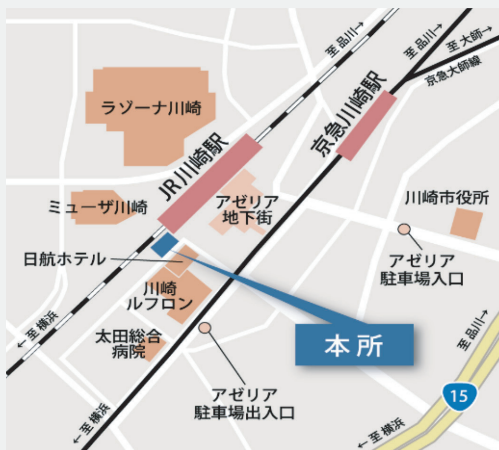 至 品川→
至 品川→
至 大師→
京急大師線
ラゾーナ川崎
京急川崎駅
JR川崎駅
ミューザ川崎
アゼリア
地下街
川崎市役所
日航ホテル
アゼリア
駐車場入口
川崎
ルフロン
←至 横浜
太田総合
病院
本所
至 品川→
アゼリア
駐車場出入口
15
←至 横浜
←至 横浜